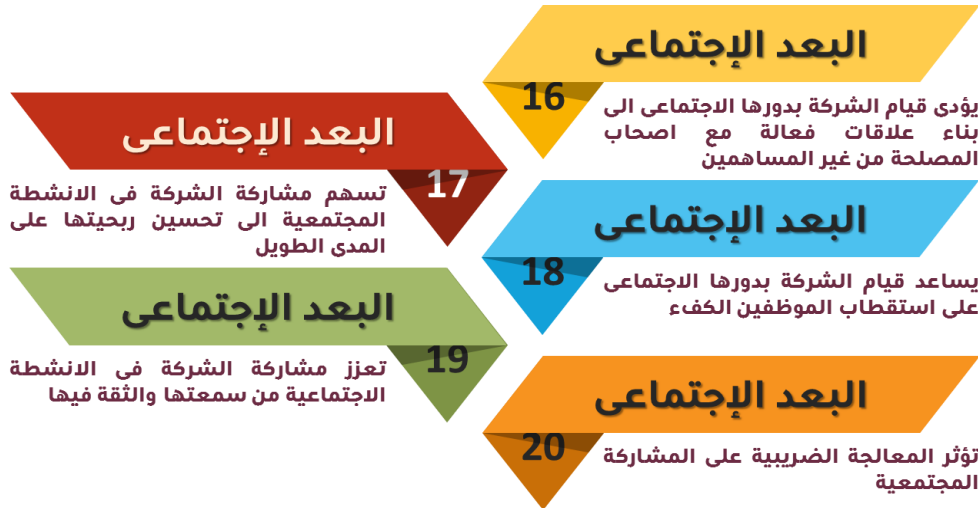 البعد الإجتماعى
16
يؤدى قيام الشركة بدورها الاجتماعى الى
بناء علاقات فعالة مع اصحاب
المصلحة من غير المساهمين
البعد الإجتماعى
17
تسهم مشاركة الشركة فى الانشطة
المجتمعية الى تحسين ربحيتها على
المدى الطويل
البعد الإجتماعى
18
يساعد قيام الشركة بدورها الاجتماعى
على استقطاب الموظفين الكفء
البعد الإجتماعى
19
تعزز مشاركة الشركة فى الانشطة
الاجتماعية من سمعتها والثقة فيها
البعد الإجتماعى
20
تؤثر المعالجة الضريبية على المشاركة
المجتمعية